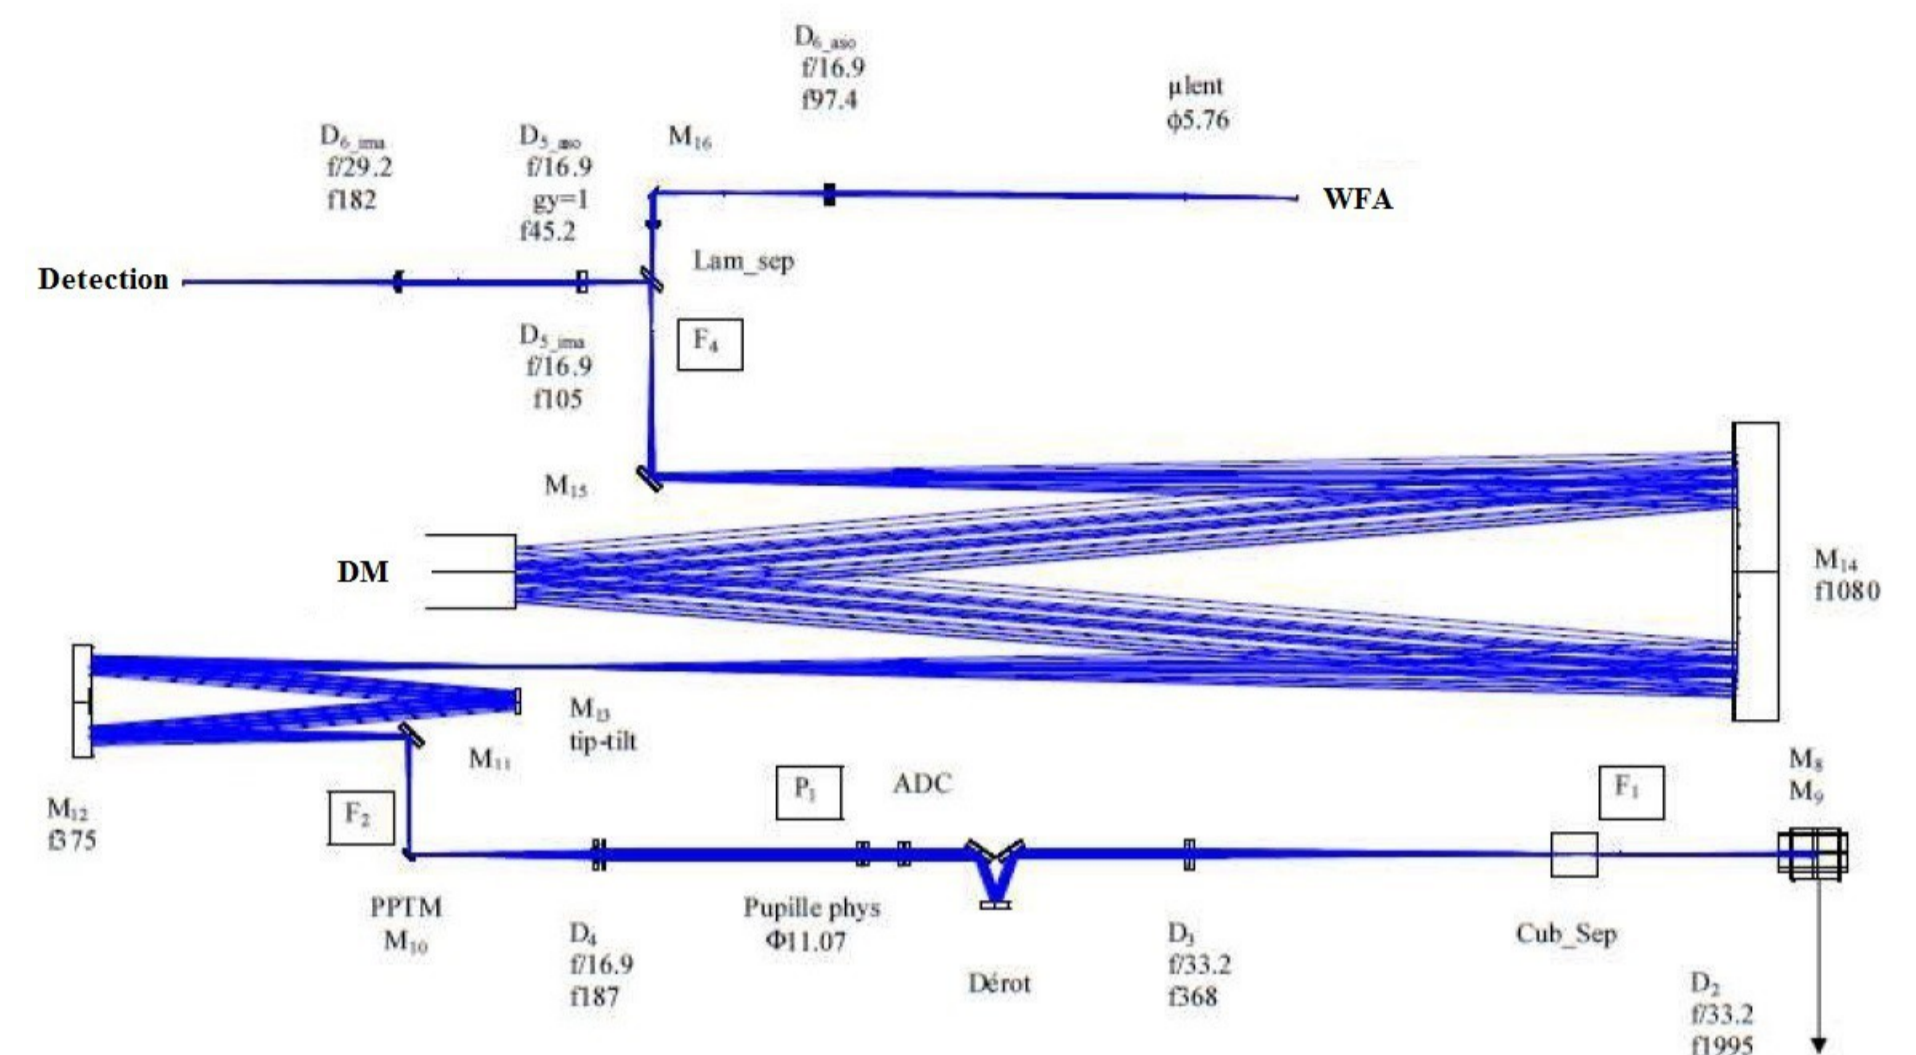 D₆_aso
f/16.9
f97.4
μlent
ϕ5.76
D₆_ima
f/29.2
f182
D₅_aso
f/16.9
gy=1
f45.2
M₁₆
WFA
Lam_sep
Detection
D₅_ima
f/16.9
f105
F₄
M₁₅
DM
M₁₄
f1080
M₁₃
tip-tilt
M₁₁
M₁₂
f375
F₂
P₁
ADC
F₁
M₈
M₉
PPTM
M₁₀
Pupille phys
Φ11.07
D₄
f/16.9
f187
Dérot
D₃
f/33.2
f368
Cub_Sep
D₂
f/33.2
f1995